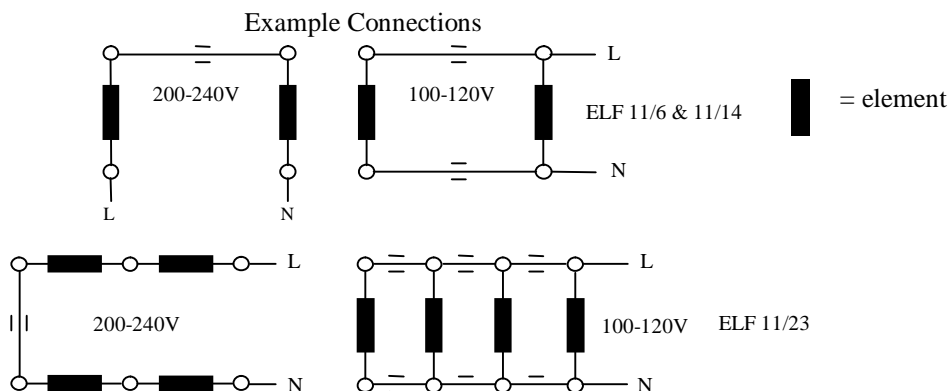 Example Connections
L
200-240V
100-120V
ELF 11/6 & 11/14
= element
N
L
N
L
L
200-240V
100-120V
ELF 11/23
N
N